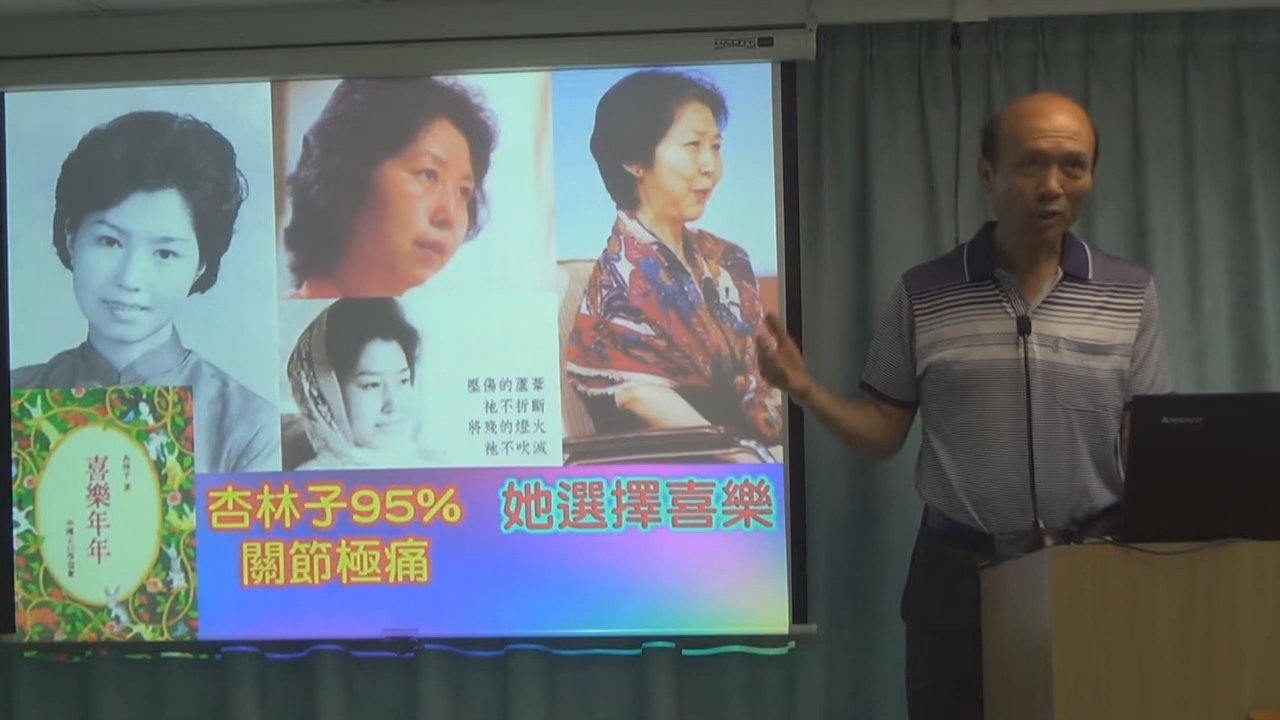 壓傷的蘆葦
祂不折斷
將殘的燈火
祂不吹滅
喜樂年年
杏林子95%
關節極痛
她選擇喜樂
lenovo